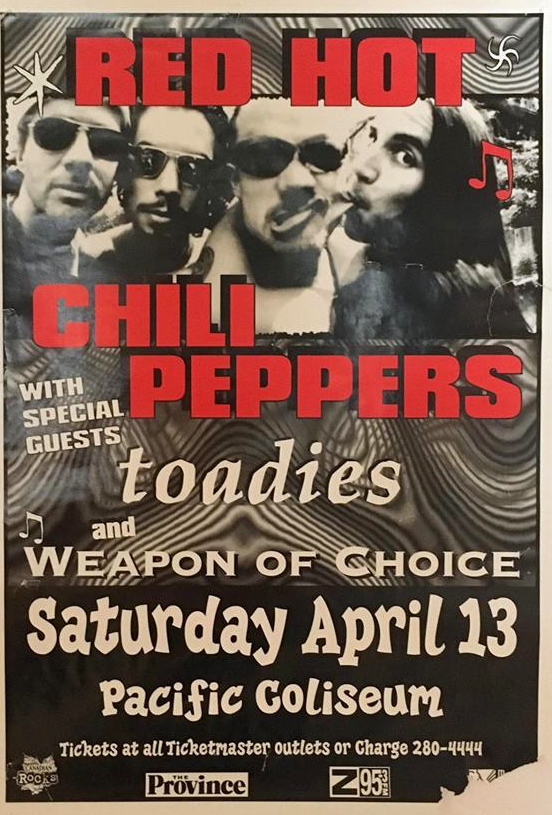 RED HOT
CHILI
PEPPERS
WITH
SPECIAL
GUESTS
toadies
and
WEAPON OF CHOICE
Saturday April 13
Pacific Coliseum
Tickets at all Ticketmaster outlets or Charge 280-4444
CANADIAN
ROCKS
THE
Province
Z95.3